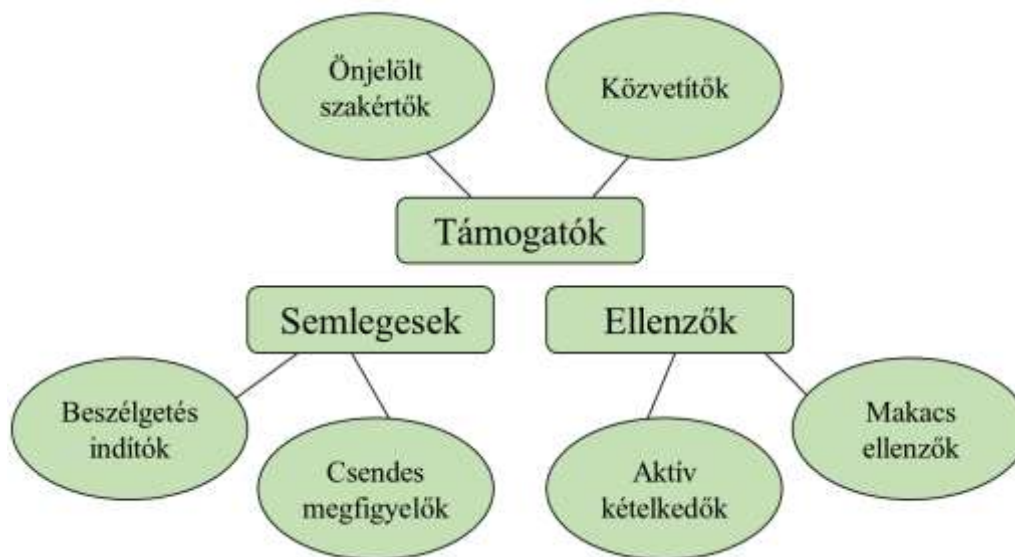 Önjelölt
szakértők
Közvetítők
Támogatók
Semlegesek
Ellenzők
Beszélgetés
indítók
Csendes
megfigyelők
Aktív
kételkedők
Makacs
ellenzők